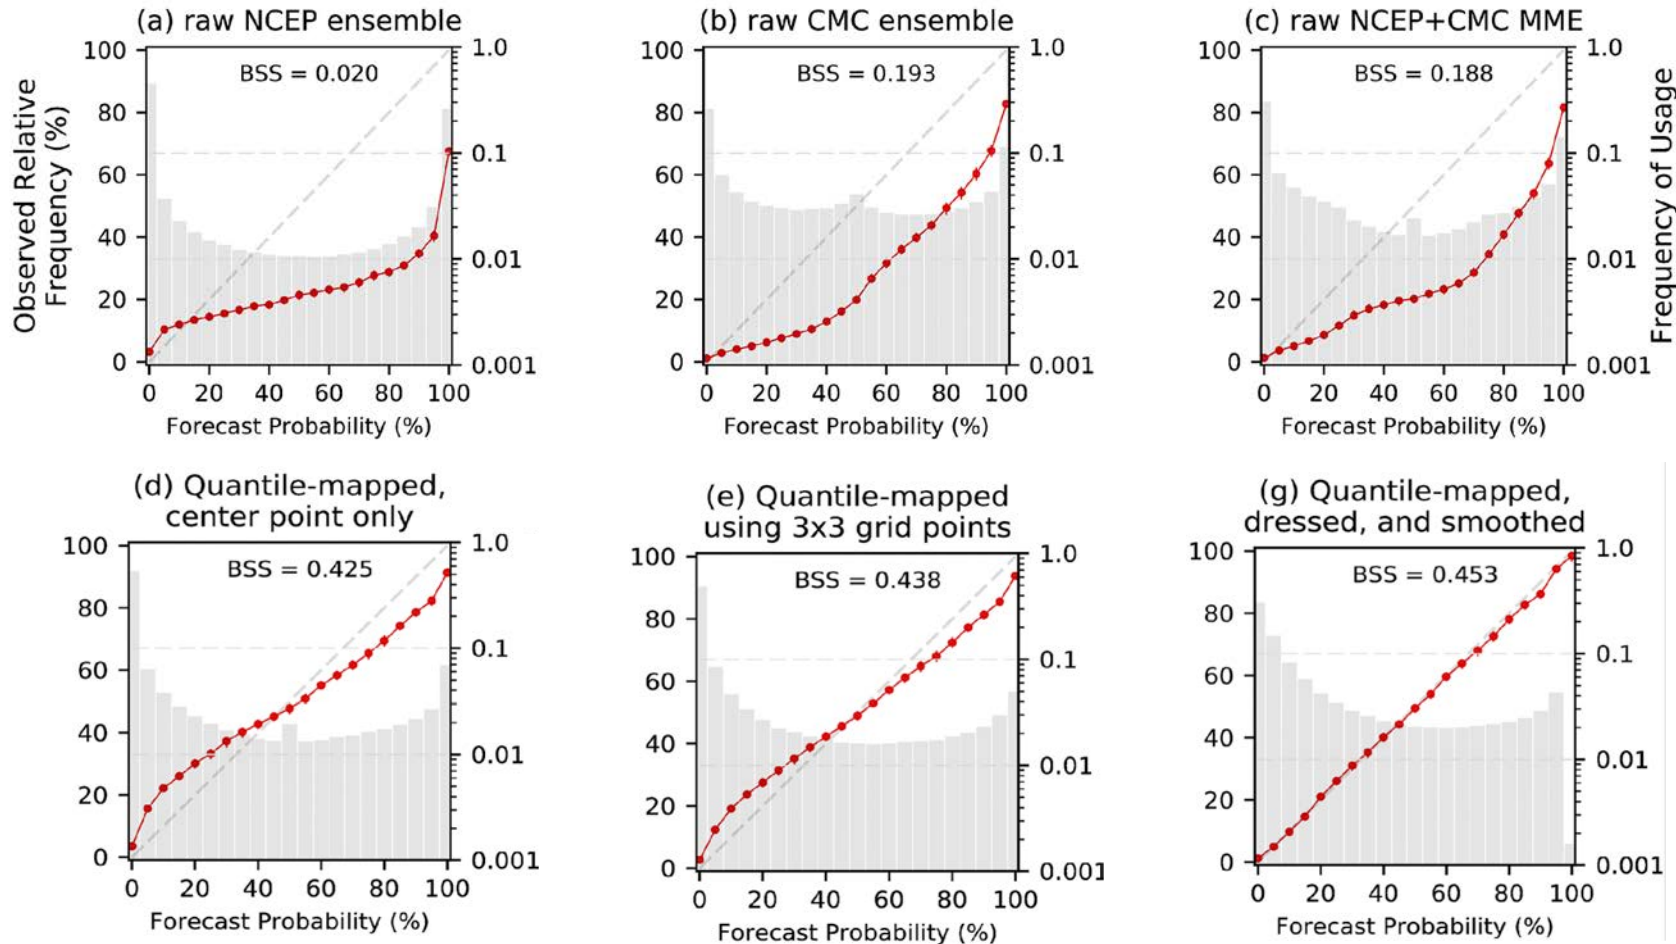 (a) raw NCEP ensemble
(b) raw CMC ensemble
(c) raw NCEP+CMC MME
Observed Relative
Frequency (%)
100
80
60
40
20
0
BSS = 0.020
1.0
0.1
0.01
0.001
0 20 40 60 80 100
Forecast Probability (%)
100
80
60
40
20
0
BSS = 0.193
1.0
0.1
0.01
0.001
0 20 40 60 80 100
Forecast Probability (%)
100
80
60
40
20
0
BSS = 0.188
1.0
0.1
0.01
0.001
Frequency of Usage
0 20 40 60 80 100
Forecast Probability (%)
(d) Quantile-mapped,
center point only
100
80
60
40
20
0
BSS = 0.425
1.0
0.1
0.01
0.001
0 20 40 60 80 100
Forecast Probability (%)
(e) Quantile-mapped
using 3x3 grid points
100
80
60
40
20
0
BSS = 0.438
1.0
0.1
0.01
0.001
0 20 40 60 80 100
Forecast Probability (%)
(g) Quantile-mapped,
dressed, and smoothed
100
80
60
40
20
0
BSS = 0.453
1.0
0.1
0.01
0.001
0 20 40 60 80 100
Forecast Probability (%)